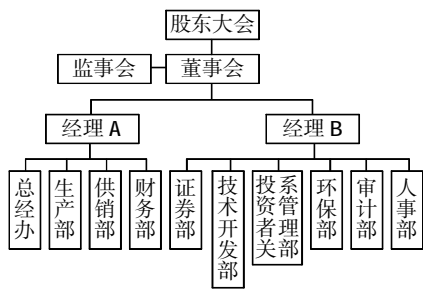 股东大会
监事会
董事会
经理 A
经理 B
总经办
生产部
供销部
财务部
证券部
技术开发部
投资者关
系管理部
环保部
审计部
人事部